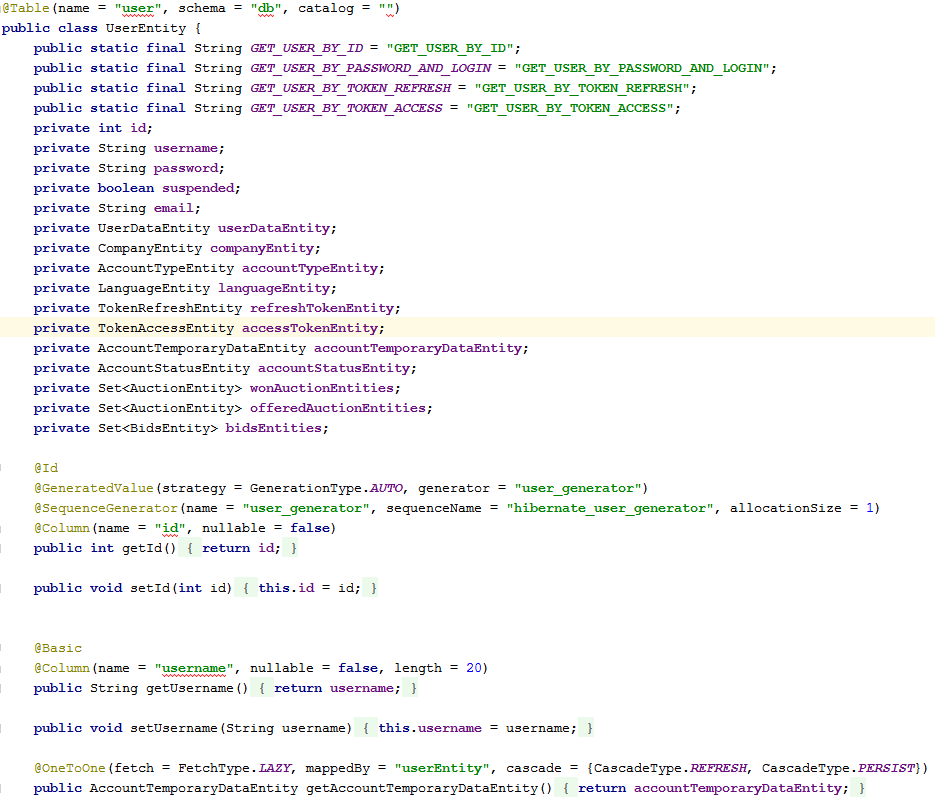 @Table(name = "user", schema = "db", catalog = "")
public class UserEntity {
    public static final String GET_USER_BY_ID = "GET_USER_BY_ID";
    public static final String GET_USER_BY_PASSWORD_AND_LOGIN = "GET_USER_BY_PASSWORD_AND_LOGIN";
    public static final String GET_USER_BY_TOKEN_REFRESH = "GET_USER_BY_TOKEN_REFRESH";
    public static final String GET_USER_BY_TOKEN_ACCESS = "GET_USER_BY_TOKEN_ACCESS";
    private int id;
    private String username;
    private String password;
    private boolean suspended;
    private String email;
    private UserDataEntity userDataEntity;
    private CompanyEntity companyEntity;
    private AccountTypeEntity accountTypeEntity;
    private LanguageEntity languageEntity;
    private TokenRefreshEntity refreshTokenEntity;
    private TokenAccessEntity accessTokenEntity;
    private AccountTemporaryDataEntity accountTemporaryDataEntity;
    private AccountStatusEntity accountStatusEntity;
    private Set<AuctionEntity> wonAuctionEntities;
    private Set<AuctionEntity> offeredAuctionEntities;
    private Set<BidsEntity> bidsEntities;
    @Id
    @GeneratedValue(strategy = GenerationType.AUTO, generator = "user_generator")
    @SequenceGenerator(name = "user_generator", sequenceName = "hibernate_user_generator", allocationSize = 1)
    @Column(name = "id", nullable = false)
    public int getId() { return id; }
    public void setId(int id) { this.id = id; }
    @Basic
    @Column(name = "username", nullable = false, length = 20)
    public String getUsername() { return username; }
    public void setUsername(String username) { this.username = username; }
    @OneToOne(fetch = FetchType.LAZY, mappedBy = "userEntity", cascade = {CascadeType.REFRESH, CascadeType.PERSIST})
    public AccountTemporaryDataEntity getAccountTemporaryDataEntity() { return accountTemporaryDataEntity; }